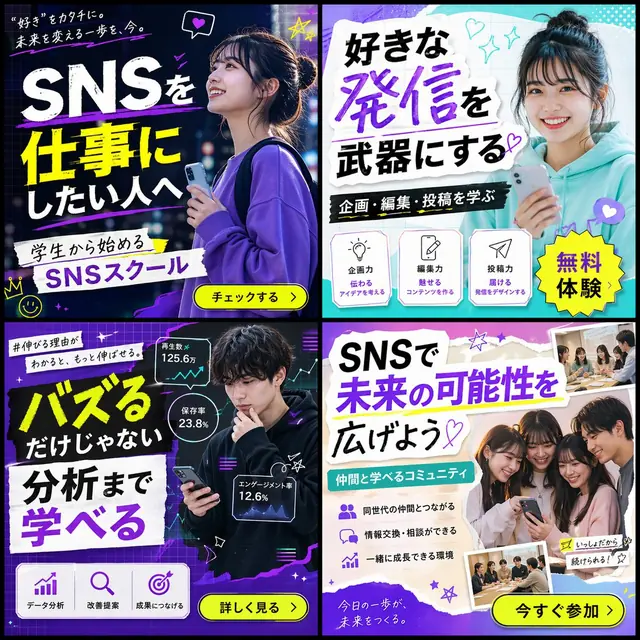 “好き”をカタチに。
未来を変える一歩を、今。
SNSを
仕事に
したい人へ
学生から始める
SNSスクール
チェックする
好きな
発信を
武器にする
企画・編集・投稿を学ぶ
企画力
伝わる
アイデアを考える
編集力
魅せる
コンテンツを作る
投稿力
届ける
発信をデザインする
無料
体験
#伸びる理由が
わかると、もっと伸ばせる。
バズる
だけじゃない
分析まで
学べる
再生数
125.6万
保存率
23.8%
エンゲージメント率
12.6%
データ分析
改善提案
成果につなげる
詳しく見る
SNSで
未来の可能性を
広げよう
仲間と学べるコミュニティ
同世代の仲間とつながる
情報交換・相談ができる
一緒に成長できる環境
いっしょだから
続けられる！
今日の一歩が、
未来をつくる。
今すぐ参加